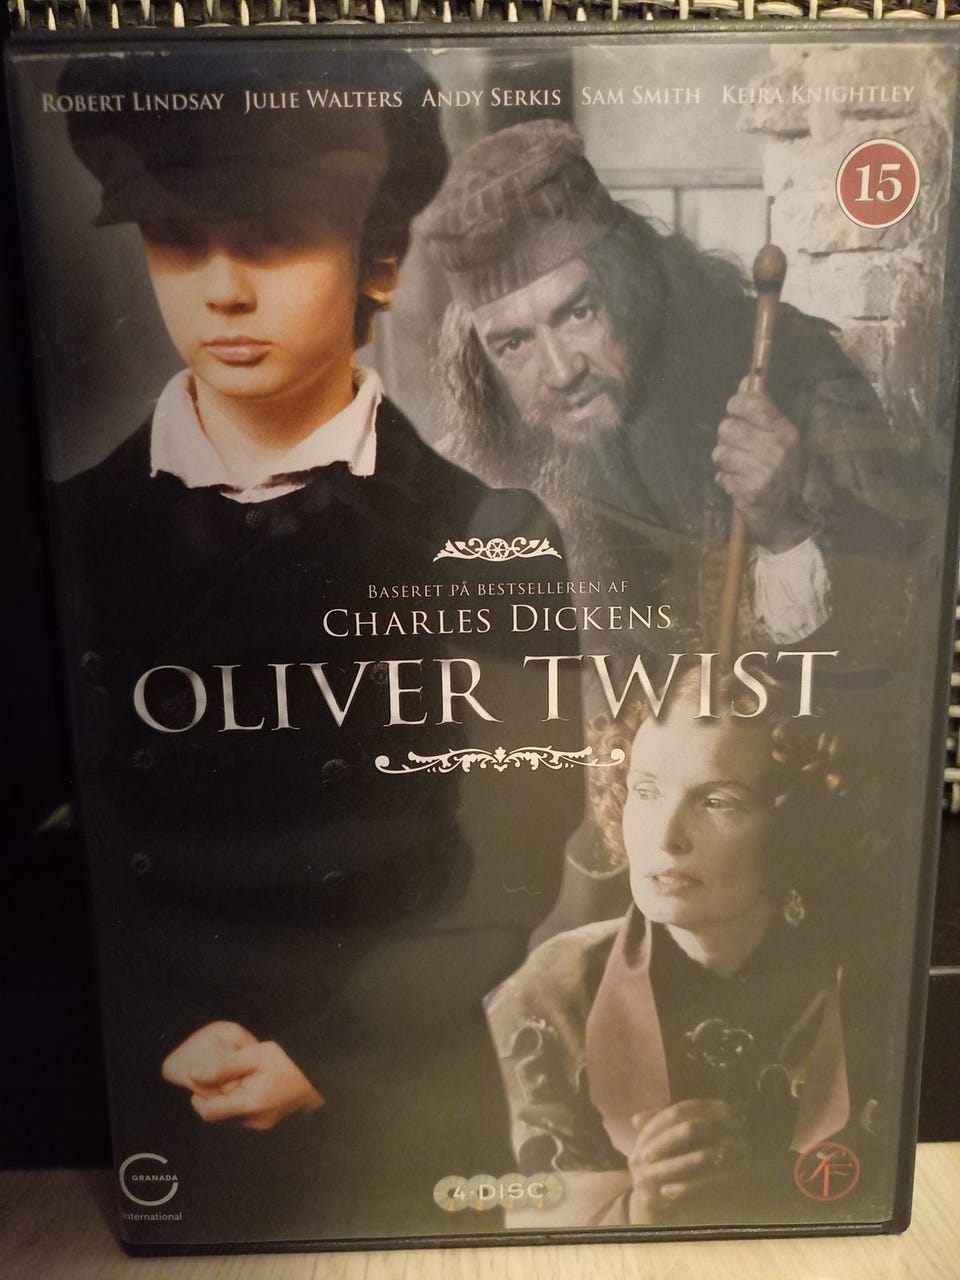 ROBERT LINDSAY JULIE WALTERS ANDY SERKIS SAM SMITH KEIRA KNIGHTLEY
15
BASERET PÅ BESTSELLEREN AF
CHARLES DICKENS
OLIVER TWIST
GRANADA
international
4-DISC
SF